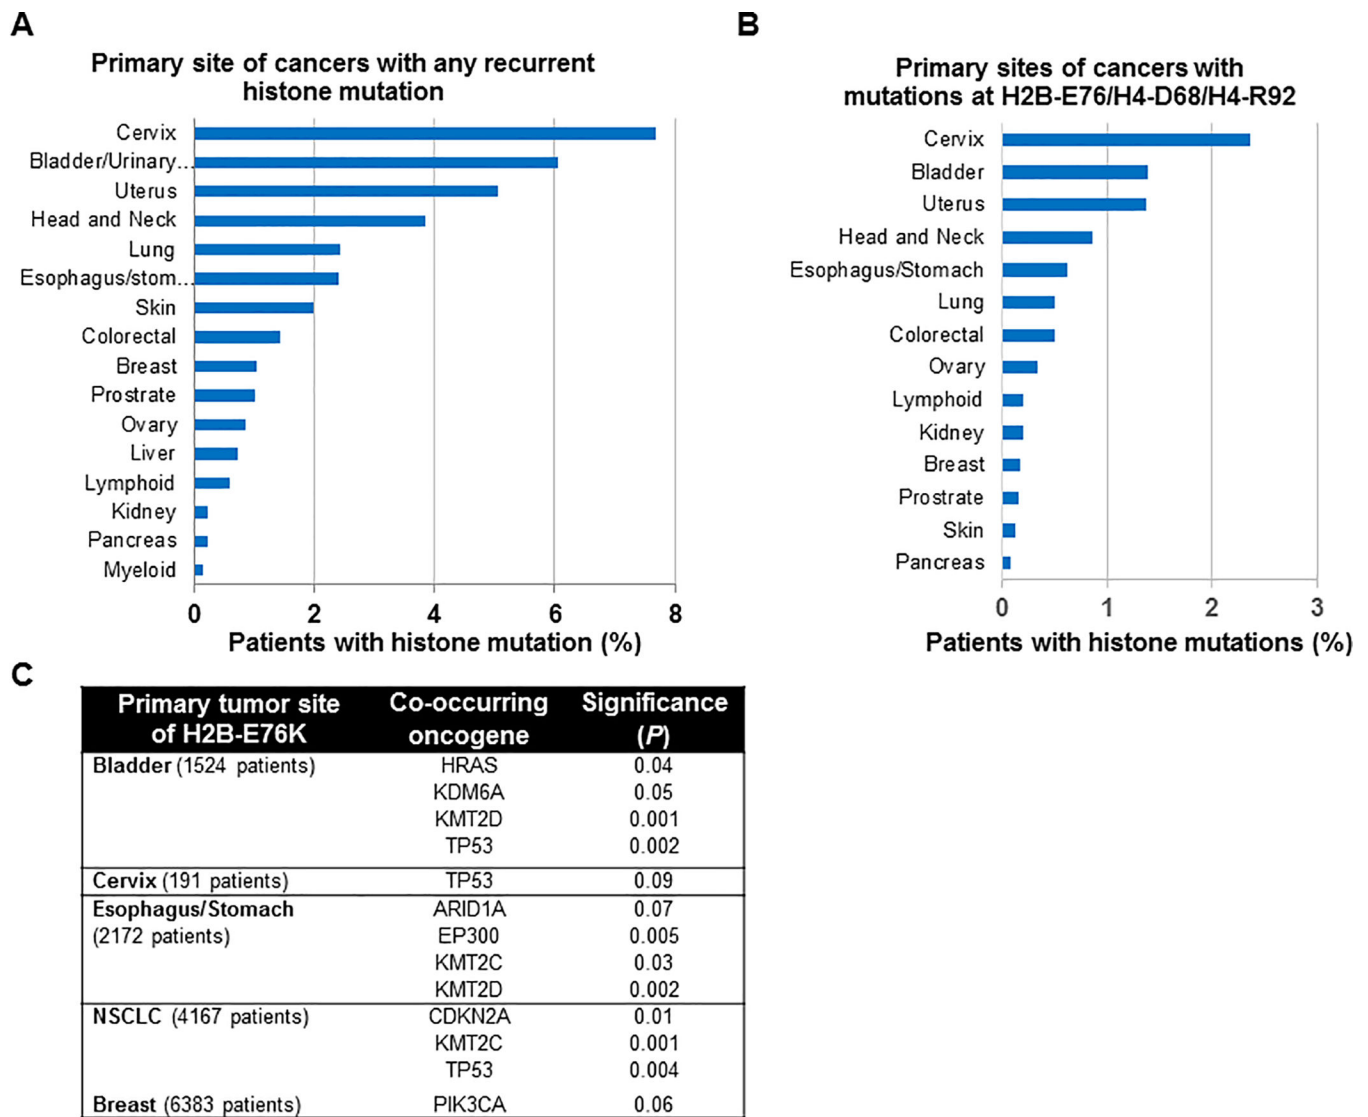 A
Primary site of cancers with any recurrent
histone mutation
Cervix
Bladder/Urinary...
Uterus
Head and Neck
Lung
Esophagus/stom...
Skin
Colorectal
Breast
Prostrate
Ovary
Liver
Lymphoid
Kidney
Pancreas
Myeloid
0 2 4 6 8
Patients with histone mutation (%)
B
Primary sites of cancers with
mutations at H2B-E76/H4-D68/H4-R92
Cervix
Bladder
Uterus
Head and Neck
Esophagus/Stomach
Lung
Colorectal
Ovary
Lymphoid
Kidney
Breast
Prostrate
Skin
Pancreas
0 1 2 3
Patients with histone mutations (%)
C
Primary tumor site of H2B-E76K Co-occurring oncogene Significance (P)
Bladder (1524 patients) HRAS 0.04
KDM6A 0.05
KMT2D 0.001
TP53 0.002
Cervix (191 patients) TP53 0.09
Esophagus/Stomach ARID1A 0.07
(2172 patients) EP300 0.005
KMT2C 0.03
KMT2D 0.002
NSCLC (4167 patients) CDKN2A 0.01
KMT2C 0.001
TP53 0.004
Breast (6383 patients) PIK3CA 0.06